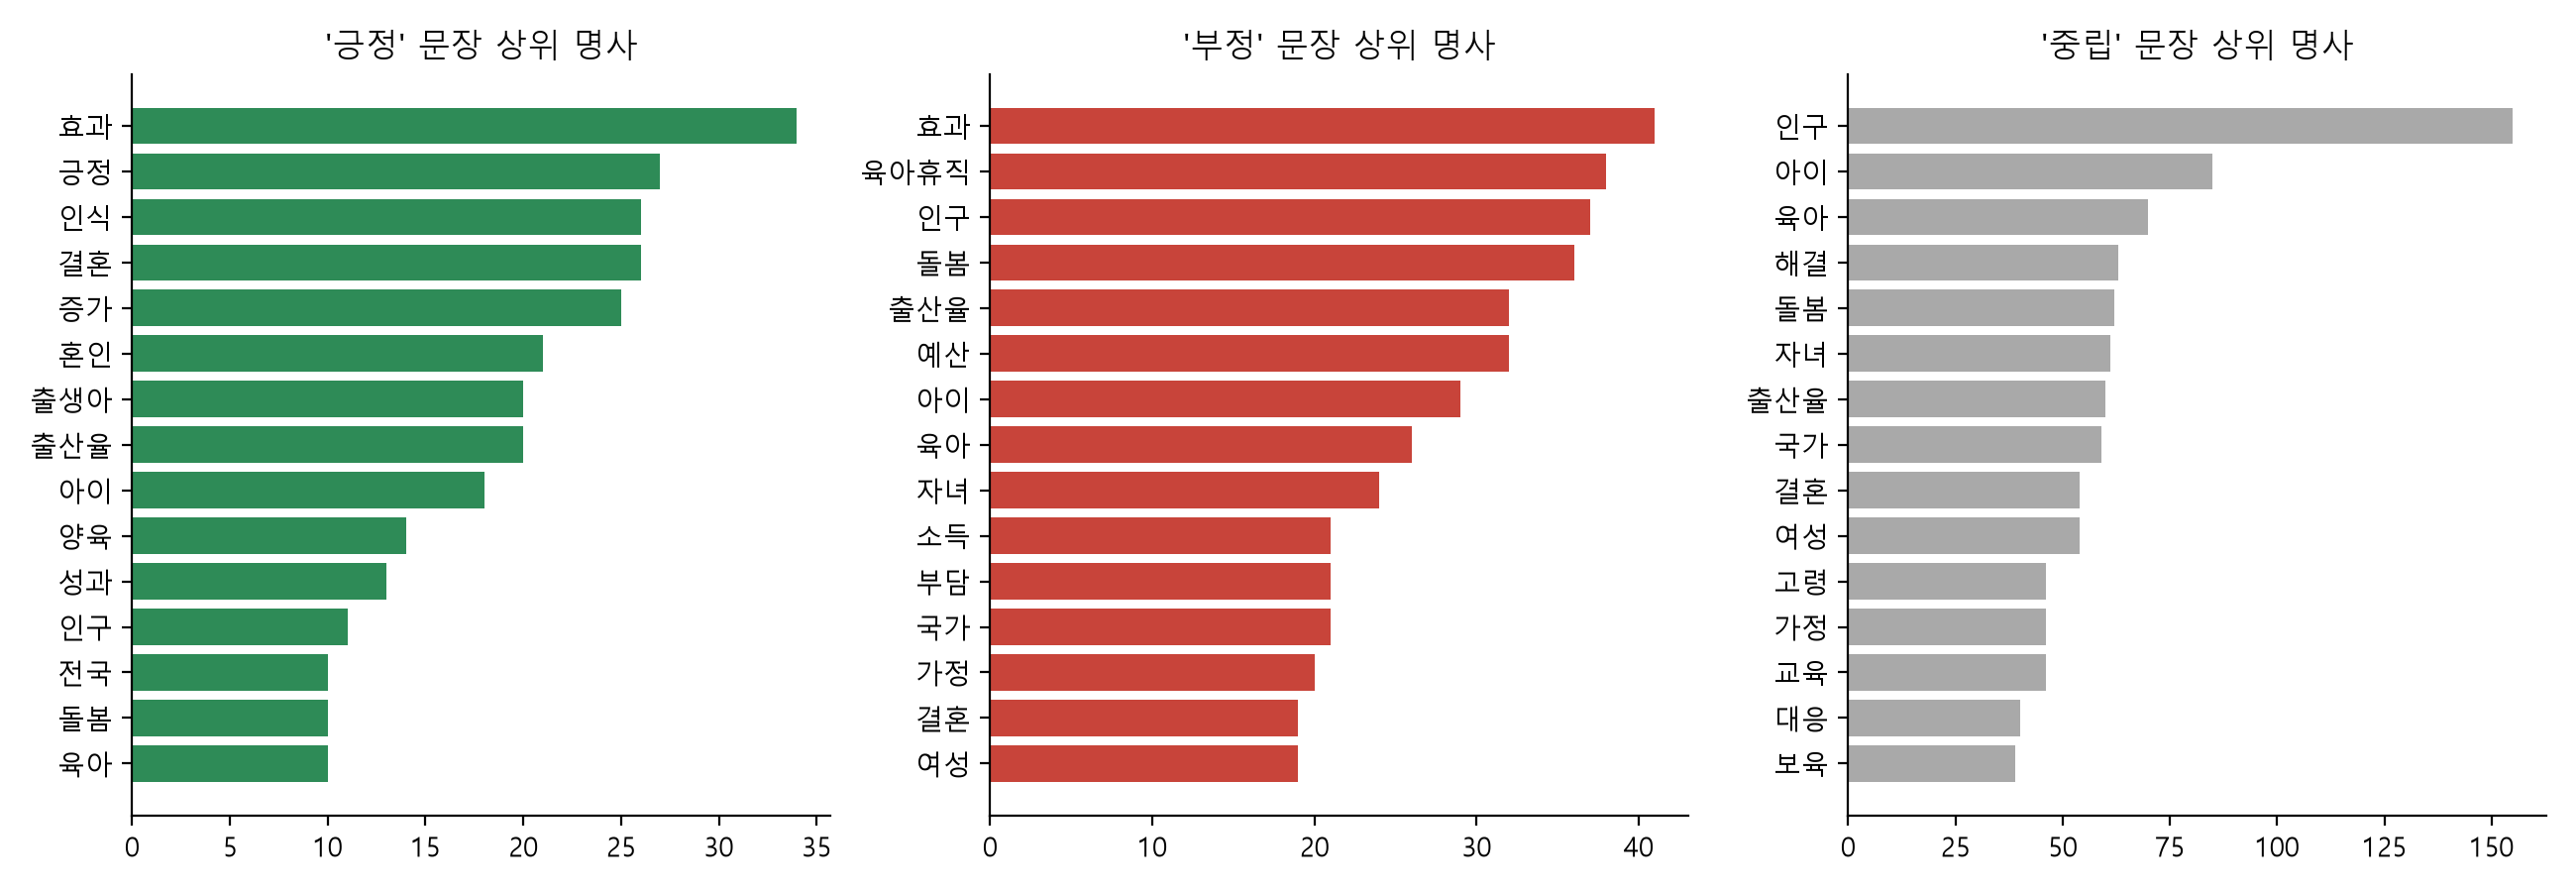 '긍정' 문장 상위 명사
효과
긍정
인식
결혼
증가
혼인
출생아
출산율
아이
양육
성과
인구
전국
돌봄
육아
0 5 10 15 20 25 30 35
'부정' 문장 상위 명사
효과
육아휴직
인구
돌봄
출산율
예산
아이
육아
자녀
소득
부담
국가
가정
결혼
여성
0 10 20 30 40
'중립' 문장 상위 명사
인구
아이
육아
해결
돌봄
자녀
출산율
국가
결혼
여성
고령
가정
교육
대응
보육
0 25 50 75 100 125 150